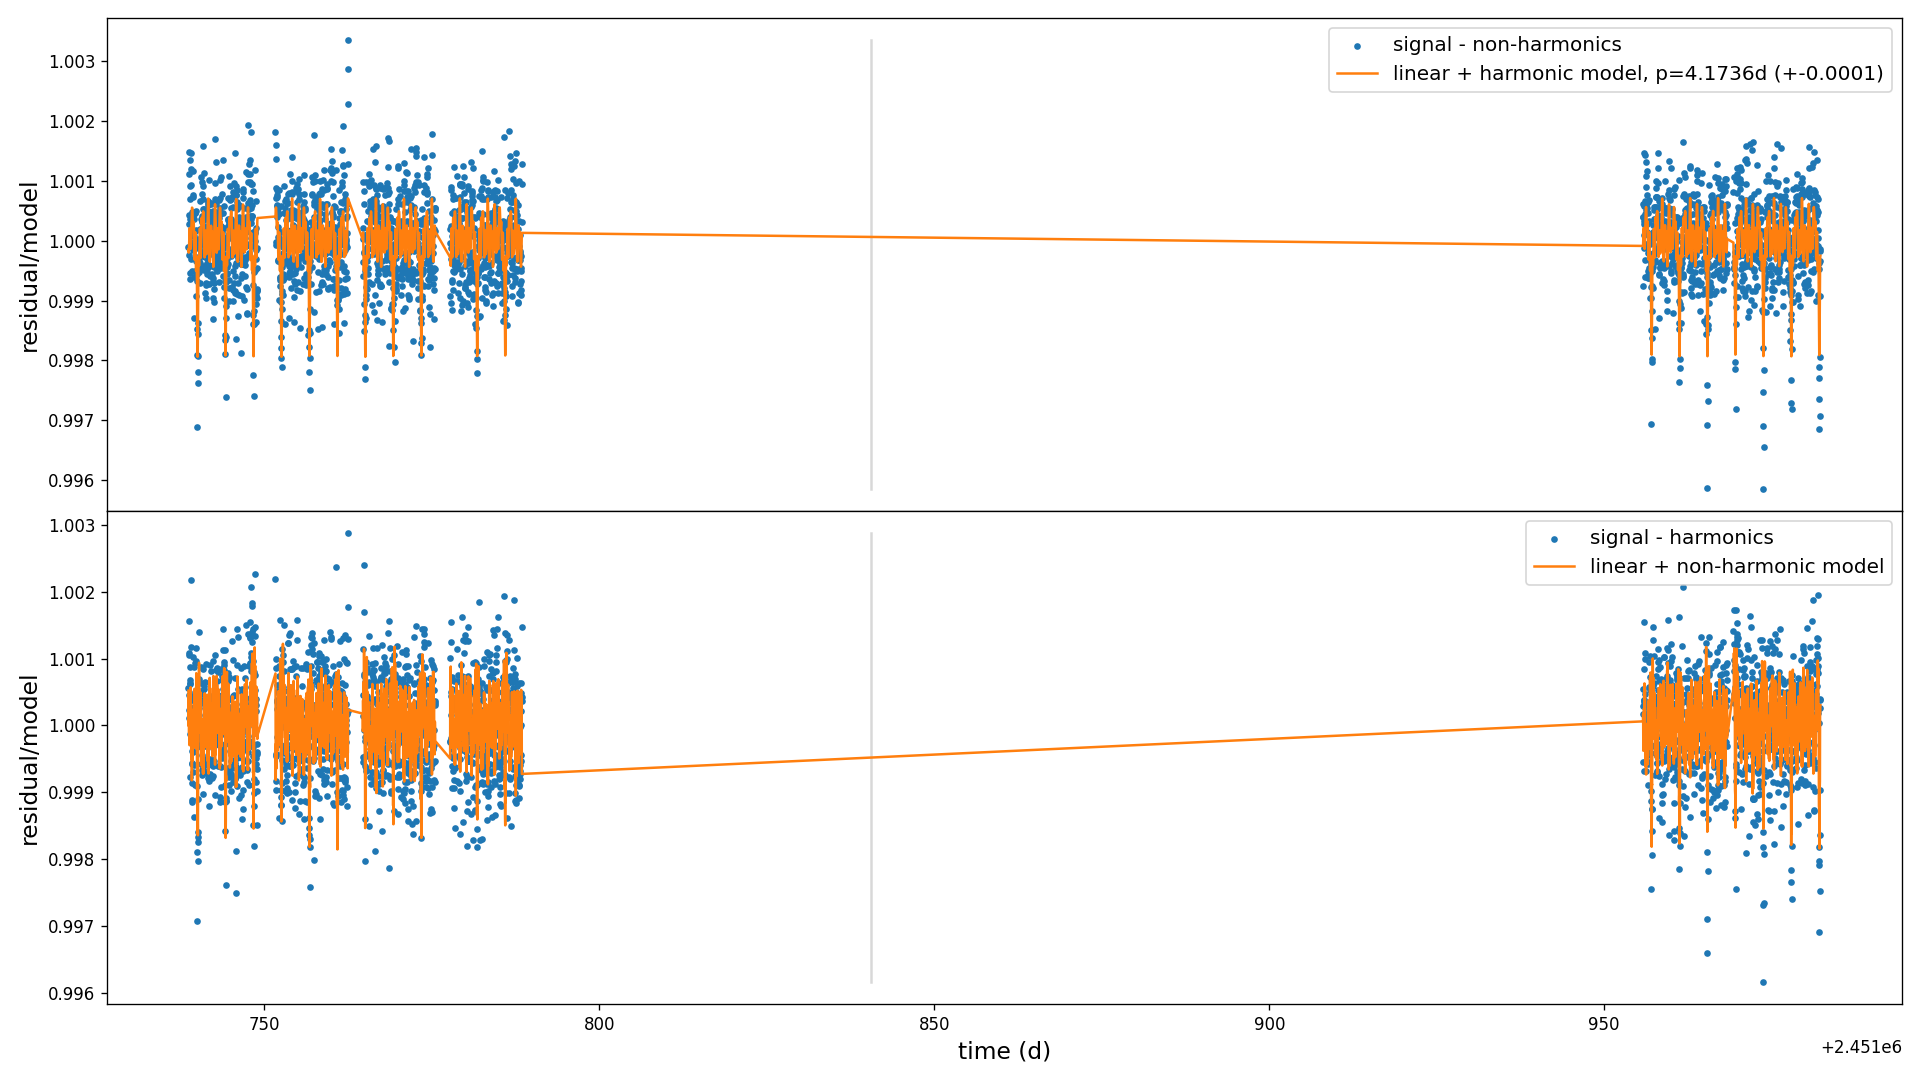 signal - non-harmonics
linear + harmonic model, p=4.1736d (+-0.0001)
1.003
1.002
1.001
1.000
0.999
0.998
0.997
0.996
residual/model
signal - harmonics
linear + non-harmonic model
1.003
1.002
1.001
1.000
0.999
0.998
0.997
0.996
residual/model
750
800
850
900
950
time (d)
+2.451e6